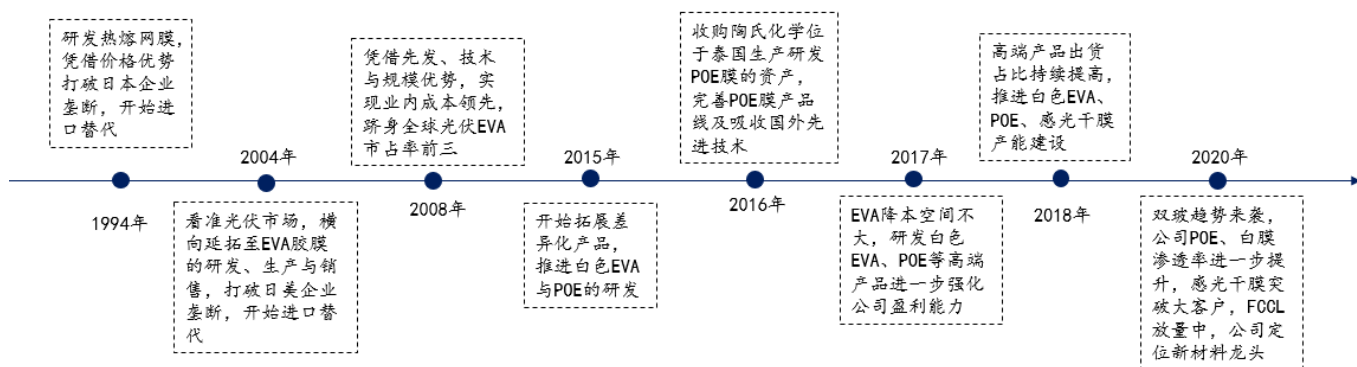 研发热熔网膜，
凭借价格优势
打破日本企业
垄断，开始进
口替代
1994年
2004年
看准光伏市场，横
向延拓至EVA胶膜
的研发、生产与销
售，打破日美企业
垄断，开始进口替
代
凭借先发、技术
与规模优势，实
现业内成本领先，
跻身全球光伏EVA
市占率前三
2008年
2015年
开始拓展差
异化产品，
推进白色EVA
与POE的研发
收购陶氏化学位
于泰国生产研发
POE膜的资产，
完善POE膜产品
线及吸收国外先
进技术
2016年
2017年
EVA降本空间不
大，研发白色
EVA、POE等高端
产品进一步强化
公司盈利能力
高端产品出货
占比持续提高，
推进白色EVA、
POE、感光干膜
产能建设
2018年
2020年
双玻趋势来袭，
公司POE、白膜
渗透率进一步提
升，感光干膜突
破大客户，FCCL
放量中，公司定
位新材料龙头